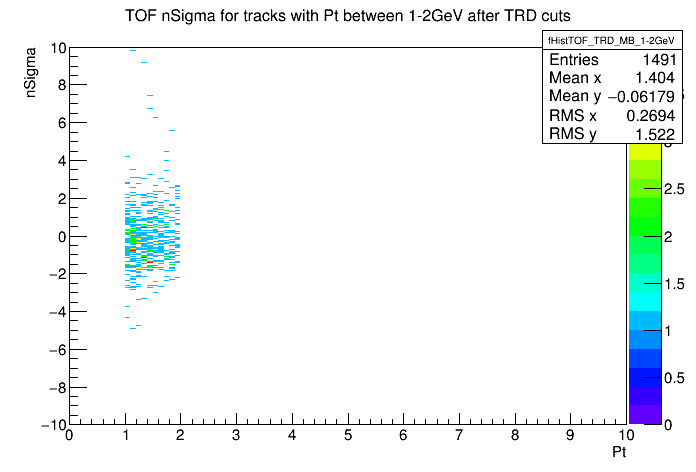 TOF nSigma for tracks with Pt between 1-2GeV after TRD cuts
fHistTOF_TRD_MB_1-2GeV
Entries 1491
Mean x 1.404
Mean y −0.06179
RMS x 0.2694
RMS y 1.522
nSigma
10
8
6
4
2
0
−2
−4
−6
−8
−10
0 1 2 3 4 5 6 7 8 9 10
Pt
2.5
2
1.5
1
0.5
0